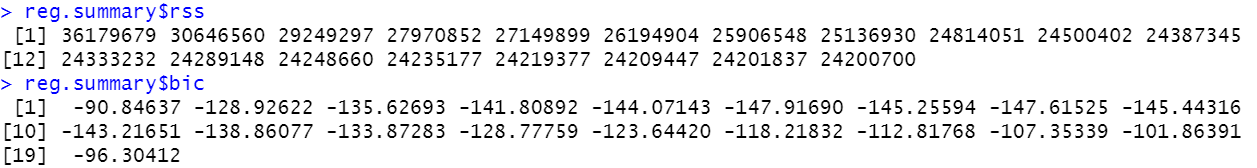 > reg.summary$rss
[1] 36179679 30646560 29249297 27970852 27149899 26194904 25906548 25136930 24814051 24500402 24387345
[12] 24333232 24289148 24248660 24235177 24219377 24209447 24201837 24200700
> reg.summary$bic
[1] -90.84637 -128.92622 -135.62693 -141.80892 -144.07143 -147.91690 -145.25594 -147.61525 -145.44316
[10] -143.21651 -138.86077 -133.87283 -128.77759 -123.64420 -118.21832 -112.81768 -107.35339 -101.86391
[19] -96.30412